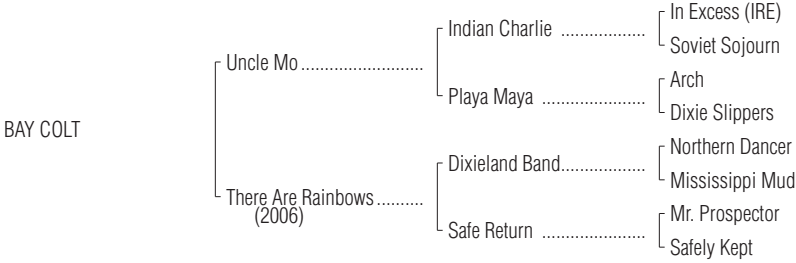 In Excess (IRE)
Indian Charlie ..................
Soviet Sojourn
Uncle Mo ..........................
Arch
Playa Maya ......................
Dixie Slippers
BAY COLT
Northern Dancer
Dixieland Band..................
Mississippi Mud
There Are Rainbows ..........
(2006)
Mr. Prospector
Safe Return ......................
Safely Kept